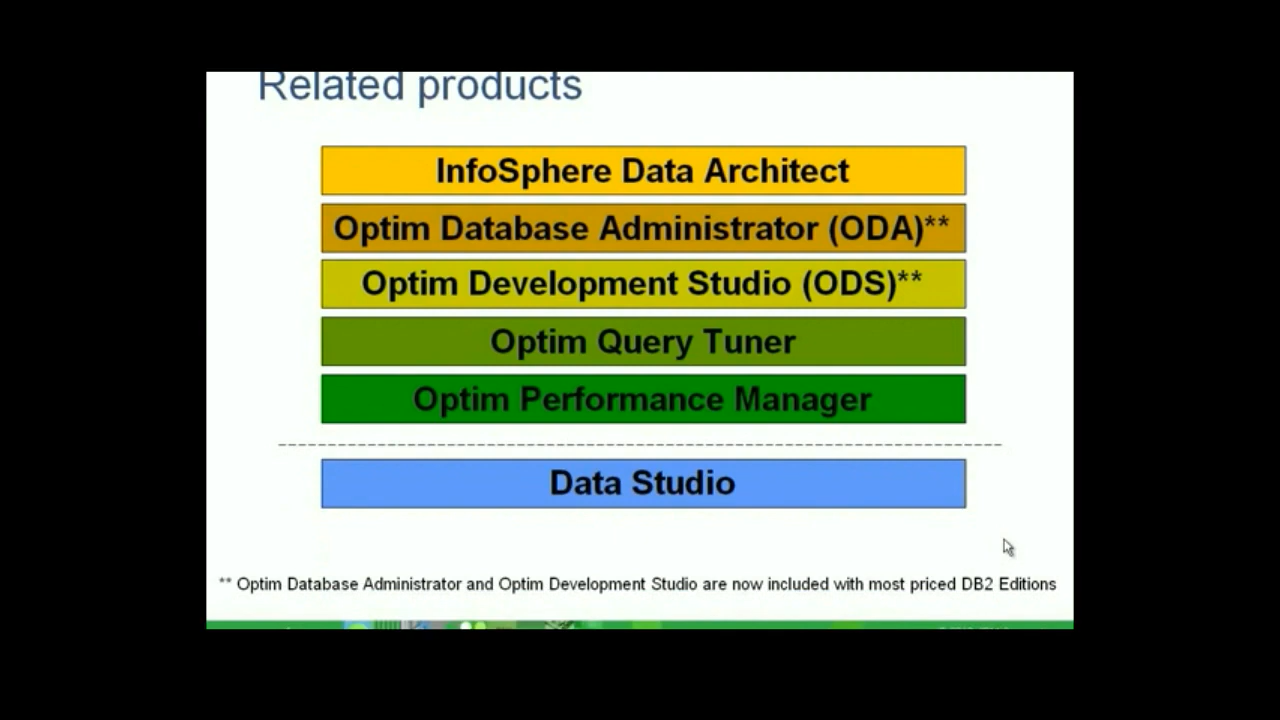 Related products
InfoSphere Data Architect
Optim Database Administrator (ODA)**
Optim Development Studio (ODS)**
Optim Query Tuner
Optim Performance Manager
Data Studio
** Optim Database Administrator and Optim Development Studio are now included with most priced DB2 Editions